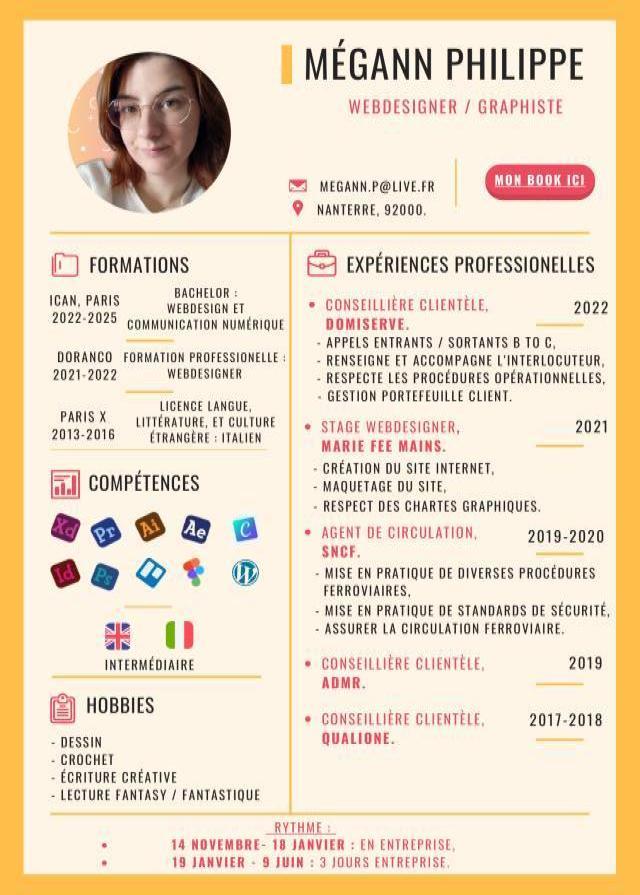 MÉGANN PHILIPPE
WEBDESIGNER / GRAPHISTE
MEGANN.P@LIVE.FR
NANTERRE, 92000.
MON BOOK ICI
FORMATIONS
ICAN, PARIS
2022-2025
BACHELOR :
WEBDESIGN ET
COMMUNICATION NUMÉRIQUE
DORANCO
2021-2022
FORMATION PROFESSIONELLE :
WEBDESIGNER
PARIS X
2013-2016
LICENCE LANGUE,
LITTÉRATURE, ET CULTURE
ÉTRANGÈRE : ITALIEN
COMPÉTENCES
Xd Pr Ai Ae C
Id Ps
INTERMÉDIAIRE
HOBBIES
- DESSIN
- CROCHET
- ÉCRITURE CRÉATIVE
- LECTURE FANTASY / FANTASTIQUE
EXPÉRIENCES PROFESSIONELLES
• CONSEILLIÈRE CLIENTÈLE, 2022
DOMISERVE.
- APPELS ENTRANTS / SORTANTS B TO C,
- RENSEIGNE ET ACCOMPAGNE L'INTERLOCUTEUR,
- RESPECTE LES PROCÉDURES OPÉRATIONNELLES,
- GESTION PORTEFEUILLE CLIENT.
• STAGE WEBDESIGNER, 2021
MARIE FEE MAINS.
- CRÉATION DU SITE INTERNET,
- MAQUETAGE DU SITE,
- RESPECT DES CHARTES GRAPHIQUES.
• AGENT DE CIRCULATION, 2019-2020
SNCF.
- MISE EN PRATIQUE DE DIVERSES PROCÉDURES
FERROVIAIRES,
- MISE EN PRATIQUE DE STANDARDS DE SÉCURITÉ,
- ASSURER LA CIRCULATION FERROVIAIRE.
• CONSEILLIÈRE CLIENTÈLE, 2019
ADMR.
• CONSEILLIÈRE CLIENTÈLE, 2017-2018
QUALIONE.
RYTHME :
• 14 NOVEMBRE- 18 JANVIER : EN ENTREPRISE,
• 19 JANVIER - 9 JUIN : 3 JOURS ENTREPRISE.